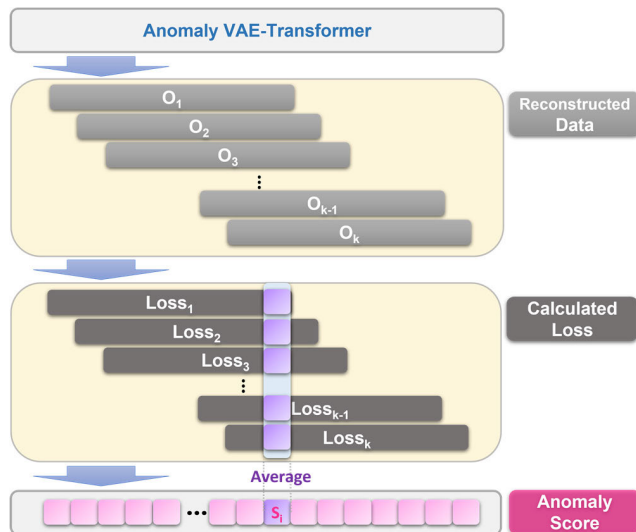 Anomaly VAE-Transformer
O₁
O₂
O₃
⋮
Oₖ₋₁
Oₖ
Reconstructed
Data
Loss₁
Loss₂
Loss₃
⋮
Lossₖ₋₁
Lossₖ
Calculated
Loss
Average
... Sᵢ
Anomaly
Score